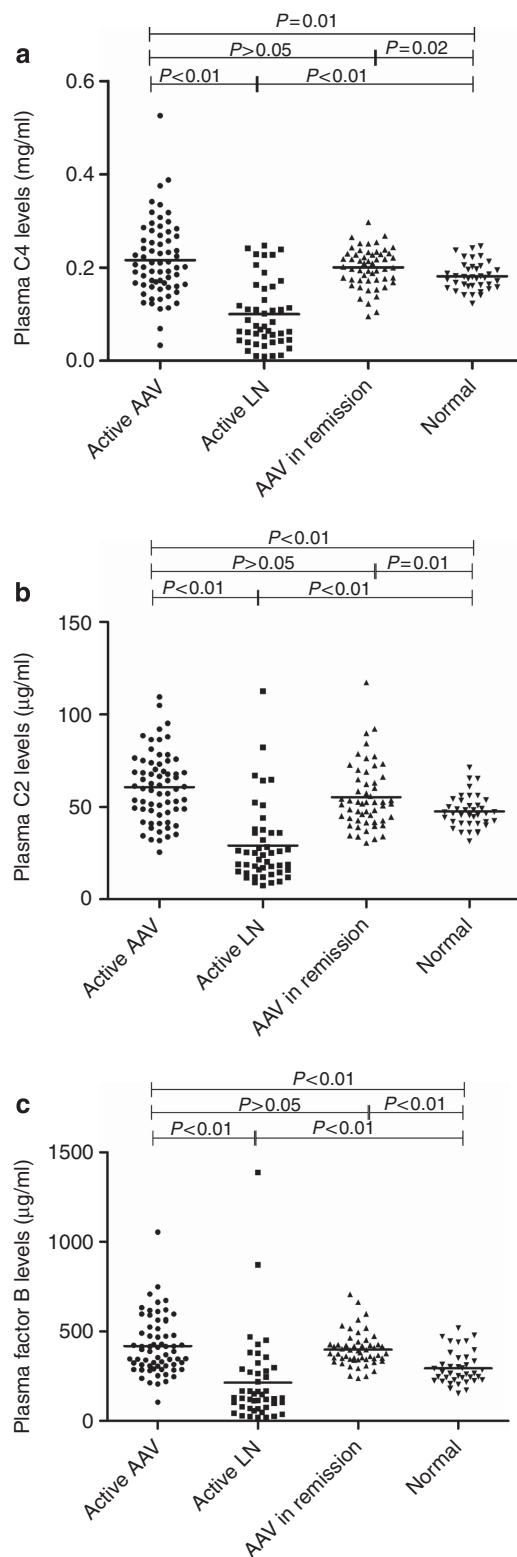 P=0.01
a
P>0.05
P=0.02
P<0.01
P<0.01
Plasma C4 levels (mg/ml)
0.6
0.4
0.2
0.0
Active AAV
Active LN
AAV in remission
Normal
P<0.01
b
P>0.05
P=0.01
P<0.01
P<0.01
Plasma C2 levels (µg/ml)
150
100
50
0
Active AAV
Active LN
AAV in remission
Normal
P<0.01
c
P>0.05
P<0.01
P<0.01
P<0.01
Plasma factor B levels (µg/ml)
1500
1000
500
0
Active AAV
Active LN
AAV in remission
Normal